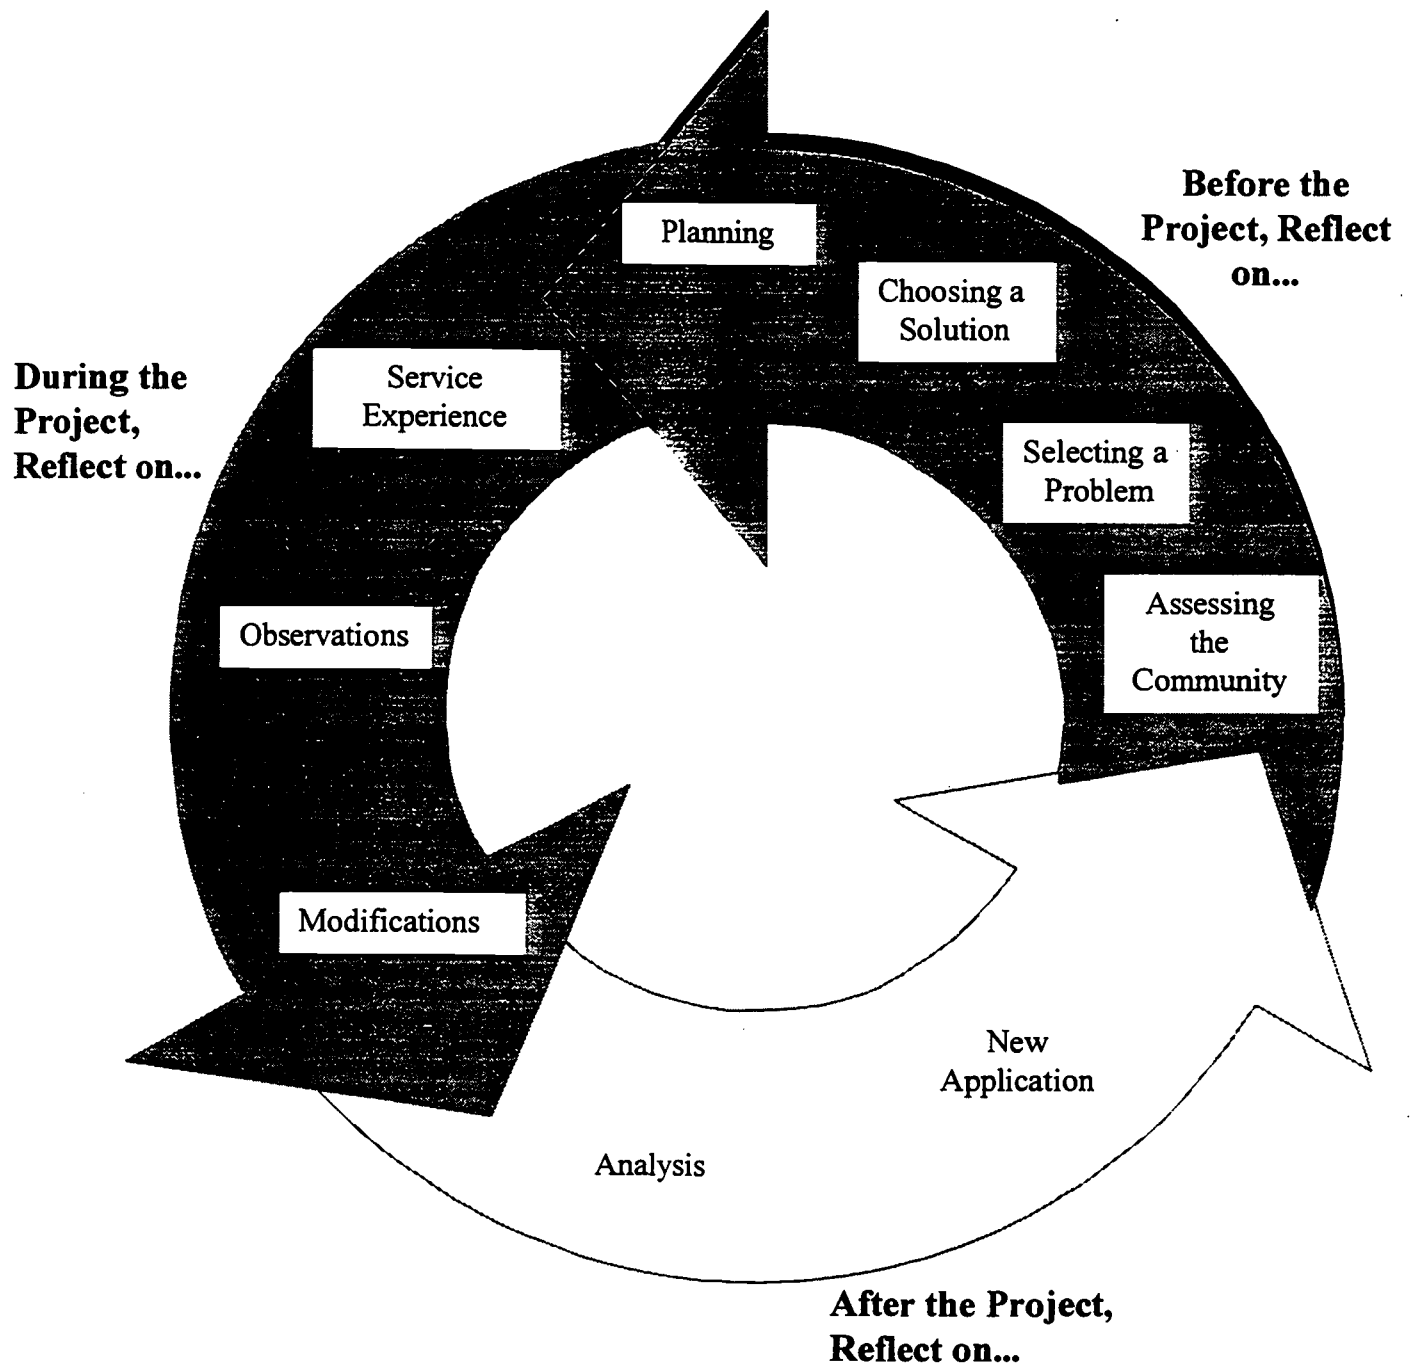 Before the
Project, Reflect
on...
Planning
Choosing a
Solution
Selecting a
Problem
Assessing
the
Community
During the
Project,
Reflect on...
Service
Experience
Observations
Modifications
After the Project,
Reflect on...
Analysis
New
Application